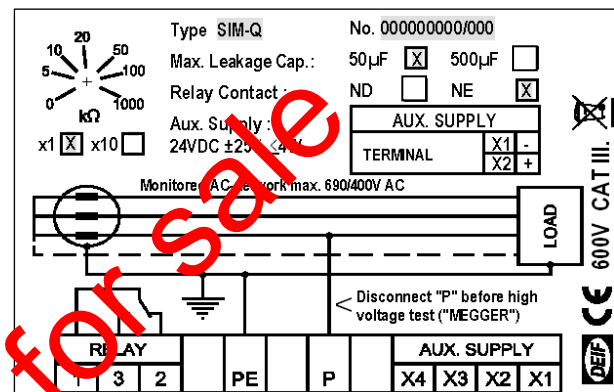 Type SIM-Q No. 000000000/000
Max. Leakage Cap.: 50µF X 500µF
Relay Contact : ND NE X
Aux. Supply :
24VDC
AUX. SUPPLY
TERMINAL X1 -
X2 +
0 5 10 20 50 100 1000
kΩ
x1 X x10
Monitored AC-network max. 690/400V AC
LOAD
600V CAT III.
Disconnect "P" before high
voltage test ("MEGGER")
RELAY AUX. SUPPLY
1 3 2 PE P X4 X3 X2 X1
CE
DEIF
for sale